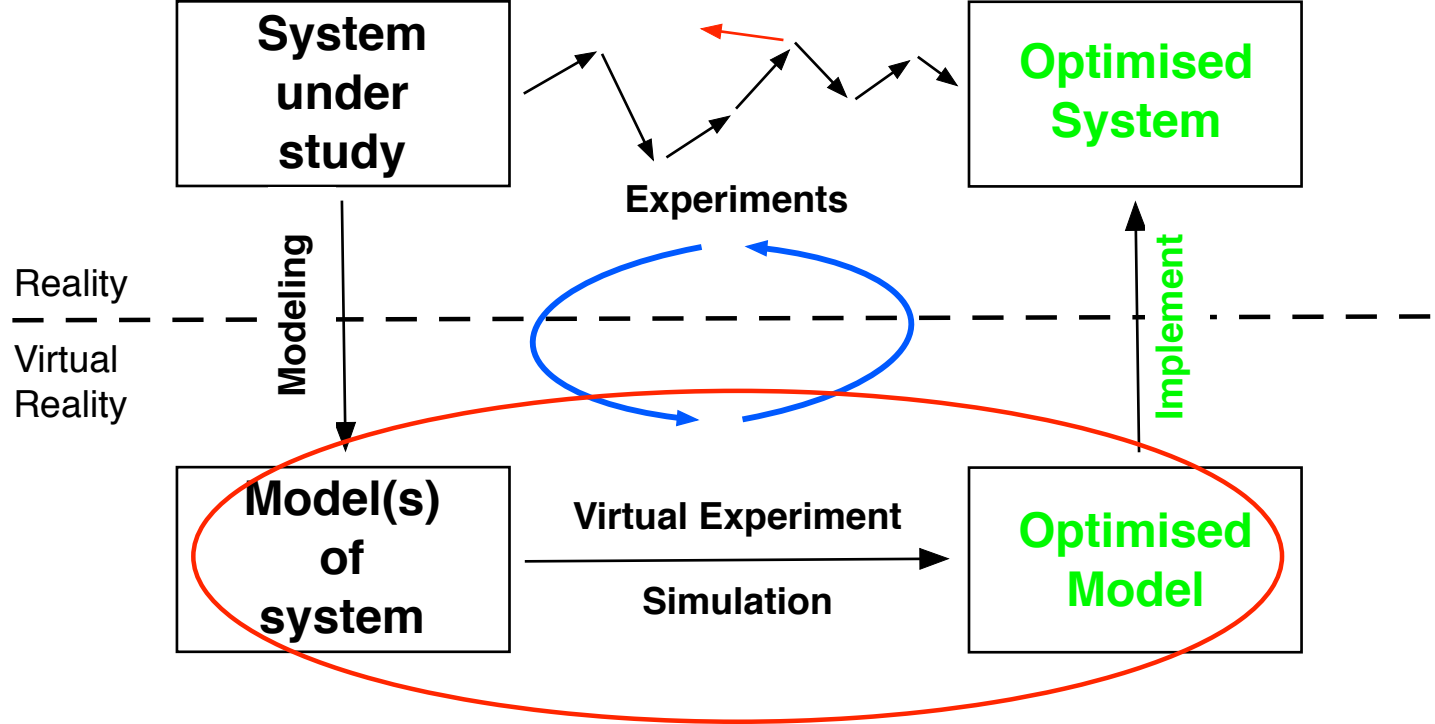 System
under
study
Optimised
System
Experiments
Modeling
Reality
Virtual
Reality
Implement
Model(s)
of
system
Virtual Experiment
Simulation
Optimised
Model